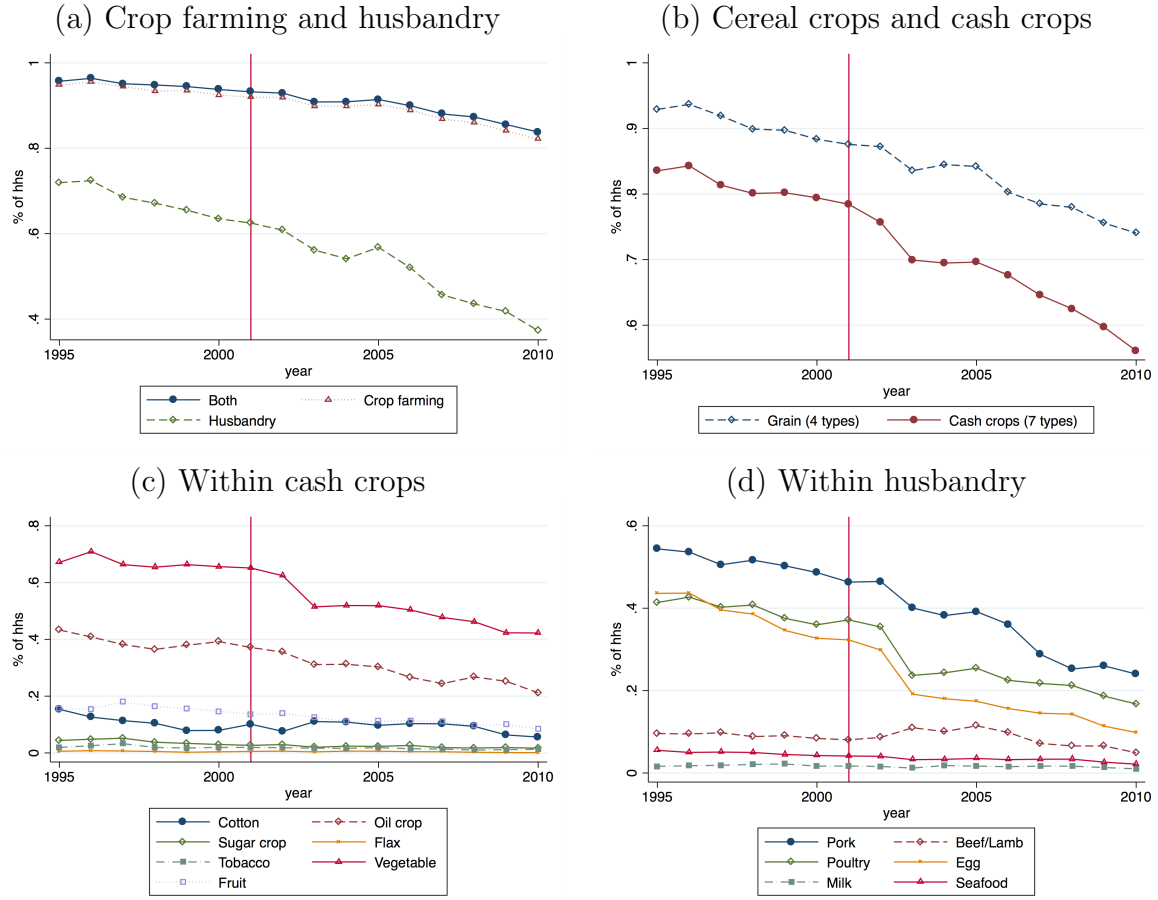 (a) Crop farming and husbandry
% of hhs
1
.8
.6
.4
1995 2000 2005 2010
year
Both Crop farming
Husbandry
(b) Cereal crops and cash crops
% of hhs
1
.9
.8
.7
.6
1995 2000 2005 2010
year
Grain (4 types) Cash crops (7 types)
(c) Within cash crops
% of hhs
.8
.6
.4
.2
0
1995 2000 2005 2010
year
Cotton Oil crop
Sugar crop Flax
Tobacco Vegetable
Fruit
(d) Within husbandry
% of hhs
.6
.4
.2
0
1995 2000 2005 2010
year
Pork Beef/Lamb
Poultry Egg
Milk Seafood